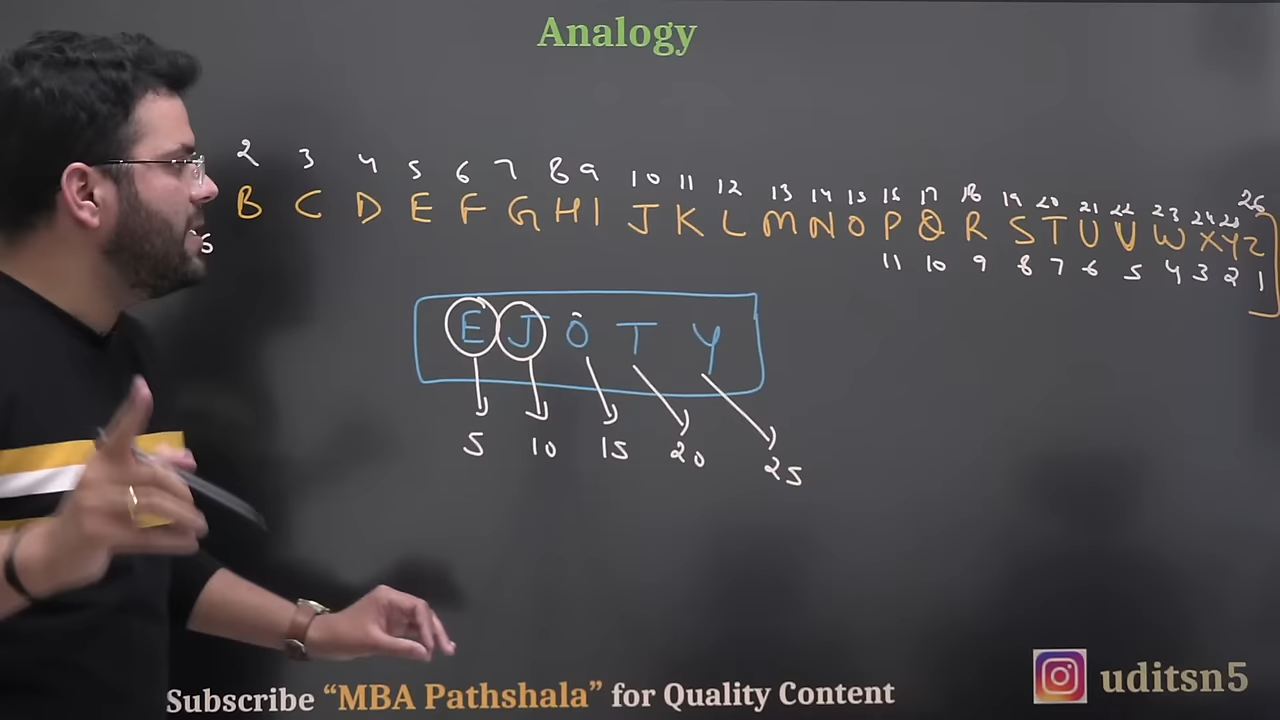 Analogy
2 3 4 5 6 7 8 9 10 11 12 13 14 15 16 17 18 19 20 21 22 23 24 25 26
B C D E F G H I J K L M N O P Q R S T U V W X Y Z
11 10 9 8 7 6 5 4 3 2 1
E J O T Y
5 10 15 20 25
Subscribe “MBA Pathshala” for Quality Content
uditsn5